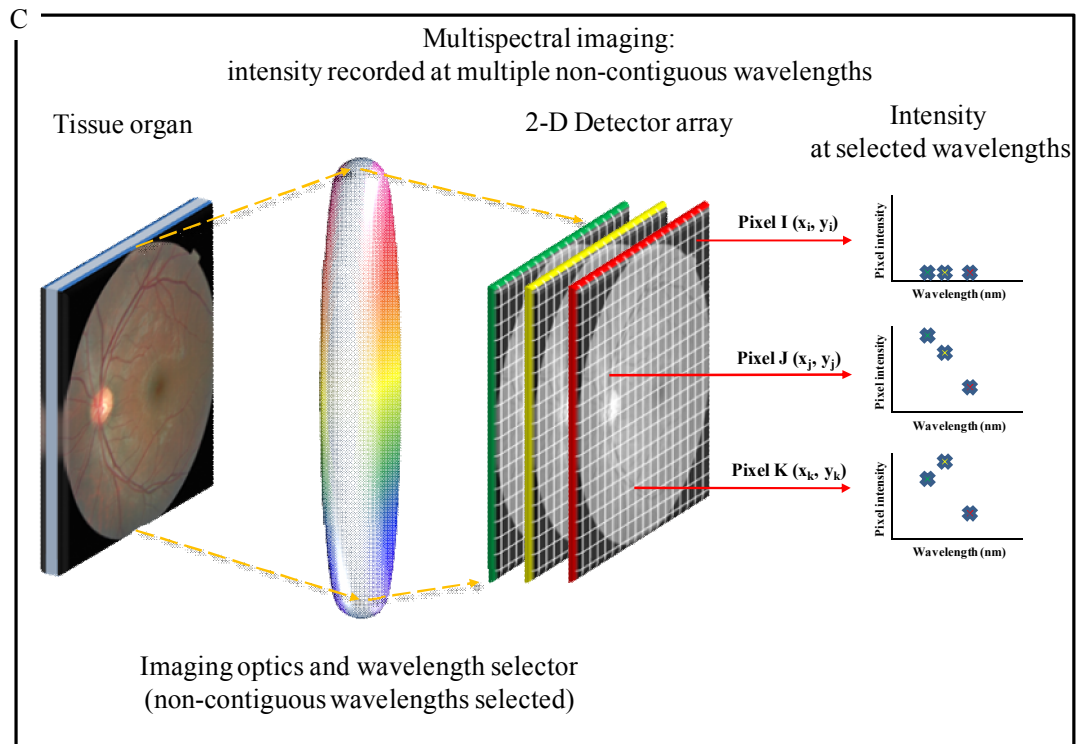 C
Multispectral imaging:
intensity recorded at multiple non-contiguous wavelengths
Tissue organ
2-D Detector array
Intensity
at selected wavelengths
Pixel I (xᵢ, yᵢ)
Pixel intensity
Wavelength (nm)
Pixel J (xⱼ, yⱼ)
Pixel intensity
Wavelength (nm)
Pixel K (xₖ, yₖ)
Pixel intensity
Wavelength (nm)
Imaging optics and wavelength selector
(non-contiguous wavelengths selected)